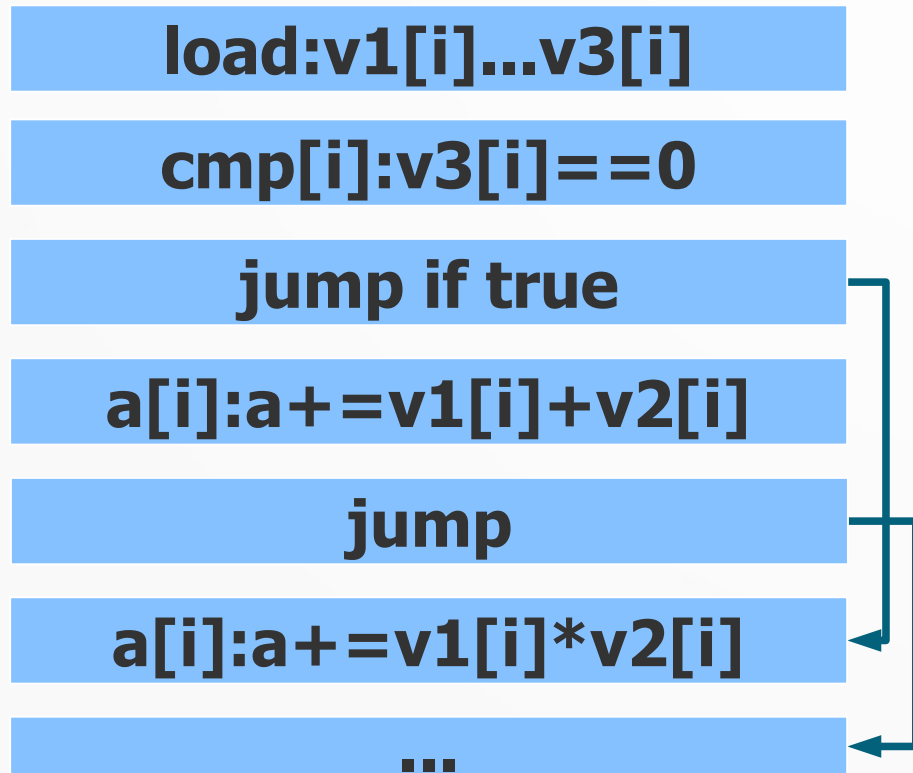 load:v1[i]...v3[i]
cmp[i]:v3[i]==0
jump if true
a[i]:a+=v1[i]+v2[i]
jump
a[i]:a+=v1[i]*v2[i]
...